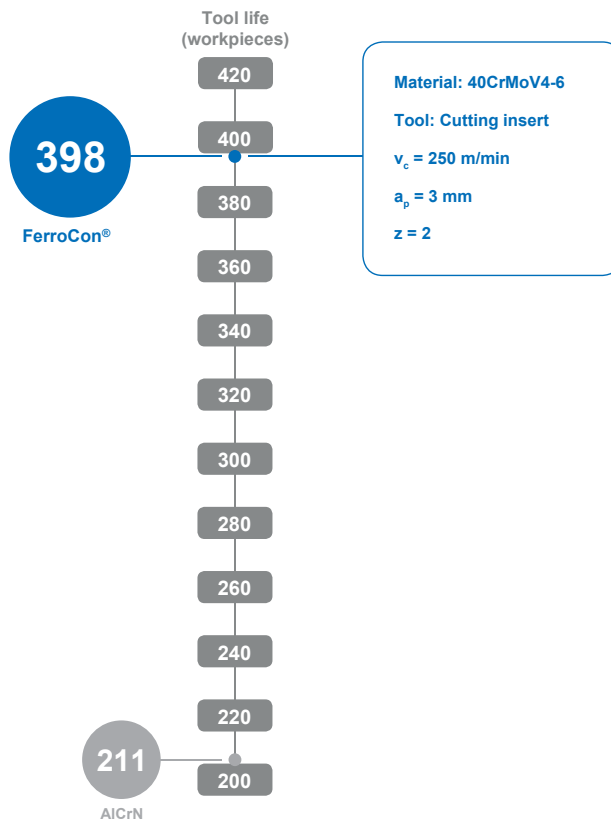 Tool life
(workpieces)
420
400
398
380
FerroCon®
360
340
320
300
280
260
240
220
211
200
AlCrN
Material: 40CrMoV4-6
Tool: Cutting insert
vc = 250 m/min
ap = 3 mm
z = 2